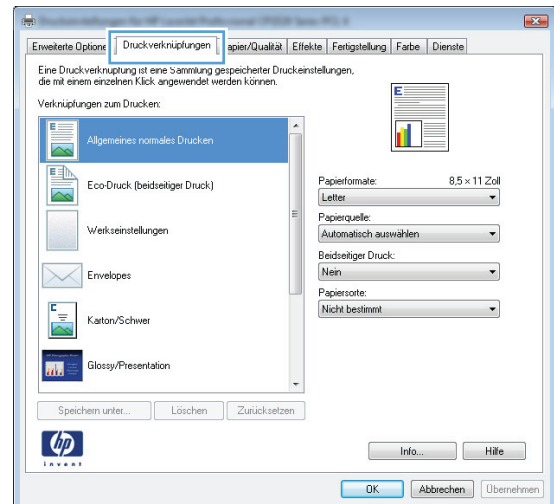 Erweiterte Optione
Druckverknüpfungen
apier/Qualität
Effekte
Fertigstellung
Farbe
Dienste
Eine Druckverknüpfung ist eine Sammlung gespeicherter Druckeinstellungen,
die mit einem einzelnen Klick angewendet werden können.
Verknüpfungen zum Drucken:
Allgemeines normales Drucken
Eco-Druck (beidseitiger Druck)
Werkseinstellungen
Envelopes
Karton/Schwer
Glossy/Presentation
Speichern unter...
Löschen
Zurücksetzen
E
Papierformate: 8,5 × 11 Zoll
Letter
Papierquelle:
Automatisch auswählen
Beidseitiger Druck:
Nein
Papiersorte:
Nicht bestimmt
hp
invent
Info...
Hilfe
OK
Abbrechen
Übernehmen